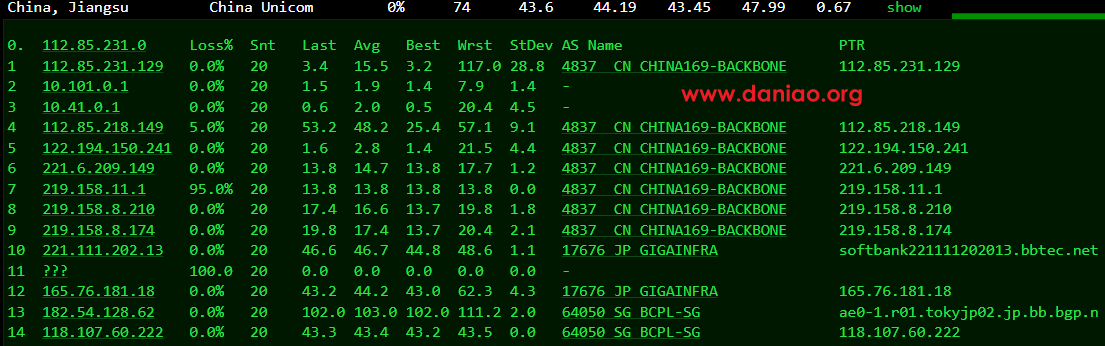 China, Jiangsu China Unicom 0% 74 43.6 44.19 43.45 47.99 0.67 show
0. 112.85.231.0 Loss% Snt Last Avg Best Wrst StDev AS Name PTR
1 112.85.231.129 0.0% 20 3.4 15.5 3.2 117.0 28.8 4837 CN CHINA169-BACKBONE 112.85.231.129
2 10.101.0.1 0.0% 20 1.5 1.9 1.4 7.9 1.4 -
www.daniao.org
3 10.41.0.1 0.0% 20 0.6 2.0 0.5 20.4 4.5 -
4 112.85.218.149 5.0% 20 53.2 48.2 25.4 57.1 9.1 4837 CN CHINA169-BACKBONE 112.85.218.149
5 122.194.150.241 0.0% 20 1.6 2.8 1.4 21.5 4.4 4837 CN CHINA169-BACKBONE 122.194.150.241
6 221.6.209.149 0.0% 20 13.8 14.7 13.8 17.7 1.2 4837 CN CHINA169-BACKBONE 221.6.209.149
7 219.158.11.1 95.0% 20 13.8 13.8 13.8 13.8 0.0 4837 CN CHINA169-BACKBONE 219.158.11.1
8 219.158.8.210 0.0% 20 17.4 16.6 13.7 19.8 1.8 4837 CN CHINA169-BACKBONE 219.158.8.210
9 219.158.8.174 0.0% 20 19.8 17.4 13.7 20.4 2.1 4837 CN CHINA169-BACKBONE 219.158.8.174
10 221.111.202.13 0.0% 20 46.6 46.7 44.8 48.6 1.1 17676 JP GIGAINFRA softbank221111202013.bbtec.net
11 ??? 100.0 20 0.0 0.0 0.0 0.0 0.0 -
12 165.76.181.18 0.0% 20 43.2 44.2 43.0 62.3 4.3 17676 JP GIGAINFRA 165.76.181.18
13 182.54.128.62 0.0% 20 102.0 103.0 102.0 111.2 2.0 64050 SG BCPL-SG ae0-1.r01.tokyjp02.jp.bb.bgp.n
14 118.107.60.222 0.0% 20 43.3 43.4 43.2 43.5 0.0 64050 SG BCPL-SG 118.107.60.222